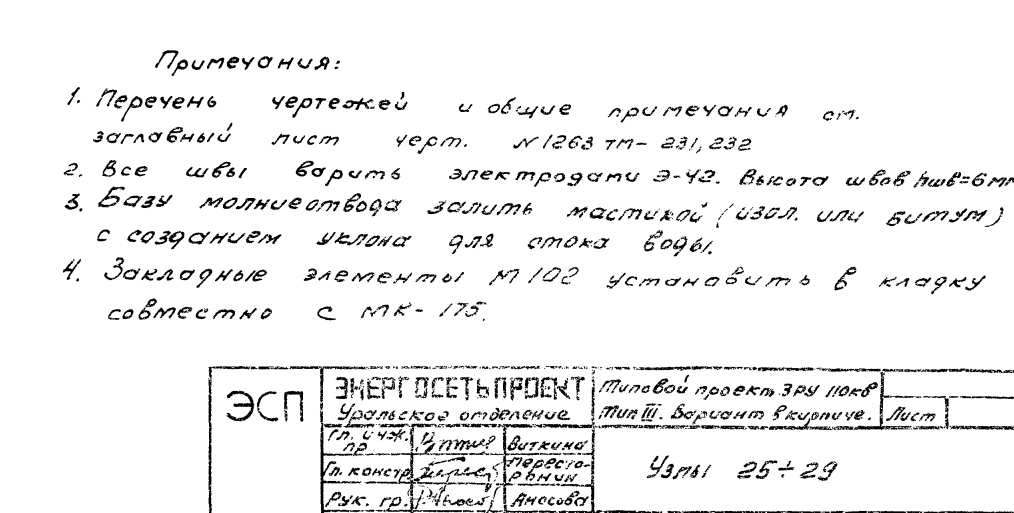 Примечания:
1. Перечень чертежей и общие примечания см.
заглавный лист черт. №1263 тм-231,232
2. Все швы варить электродами Э-42. Высота швов hшв=6мм
3. Базу молниеотвода залить мастикой (изол. или битум)
с созданием уклона для стока воды.
4. Закладные элементы М102 установить в кладку
совместно с МК-175.
ЭСП
ЭНЕРГОСЕТЬПРОЕКТ
Уральское отделение
Типовой проект ЗРУ 110кв
Тип III. Вариант в кирпиче. Лист
Гл. инж. пр Виткина
Гл. констр.
Рук. гр. Аносова
Узлы 25÷29